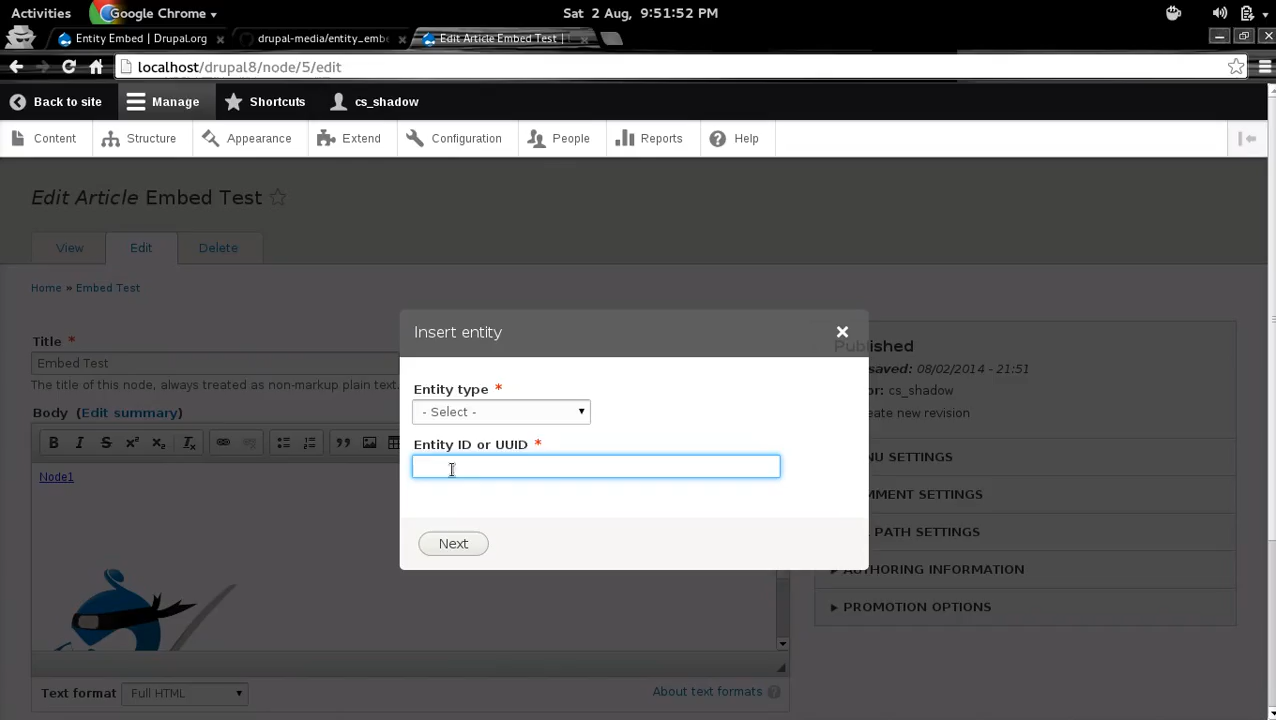 Activities Google Chrome Sat 2 Aug, 9:51:52 PM
Entity Embed | Drupal.org drupal-media/entity_emb Edit Article Embed Test |
localhost/drupal8/node/5/edit
Back to site Manage Shortcuts cs_shadow
Content Structure Appearance Extend Configuration People Reports Help
Edit Article Embed Test
View Edit Delete
Home » Embed Test
Insert entity
Published
Title *
saved: 08/02/2014 - 21:51
Embed Test
Entity type *
or: cs_shadow
The title of this node, always treated as non-markup plain text.
- Select -
eate new revision
Body (Edit summary)
Entity ID or UUID *
B I S x² x₂ Ix
NU SETTINGS
Node1
MMENT SETTINGS
PATH SETTINGS
Next
AUTHORING INFORMATION
PROMOTION OPTIONS
Text format Full HTML About text formats